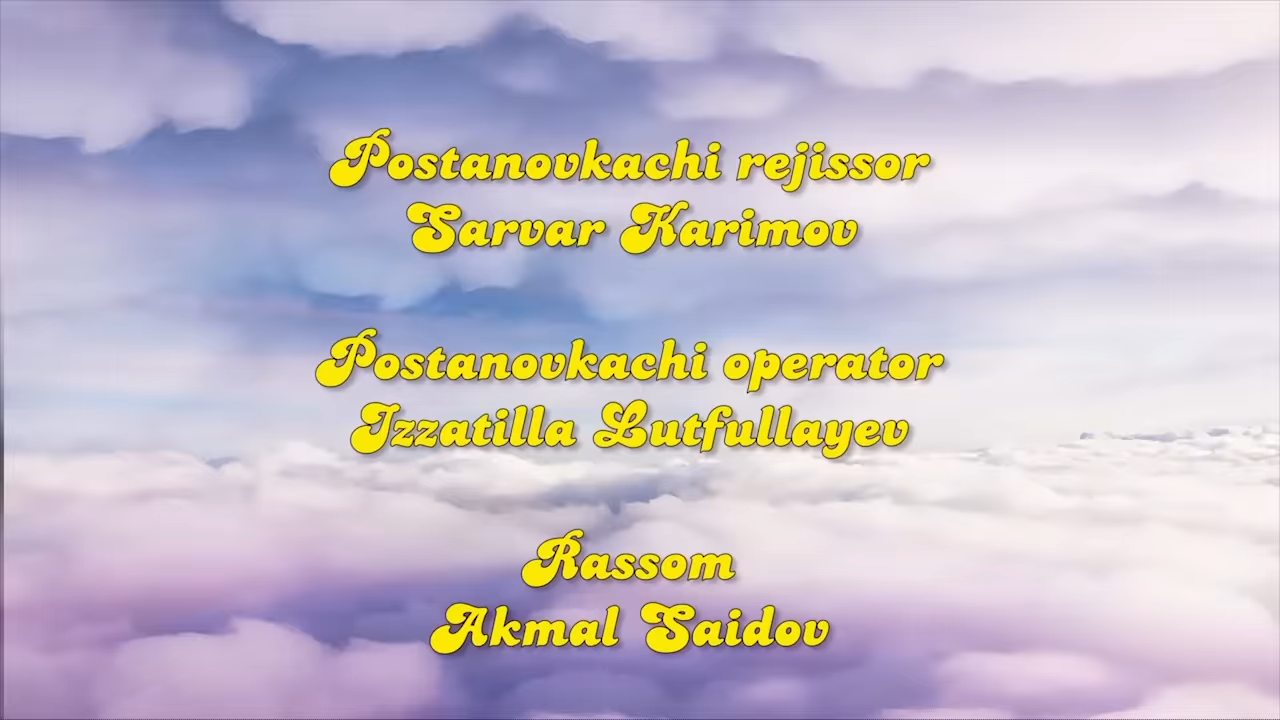 Postanovkachi rejissor
Sarvar Karimov
Postanovkachi operator
Izzatilla Lutfullayev
Rassom
Akmal Saidov